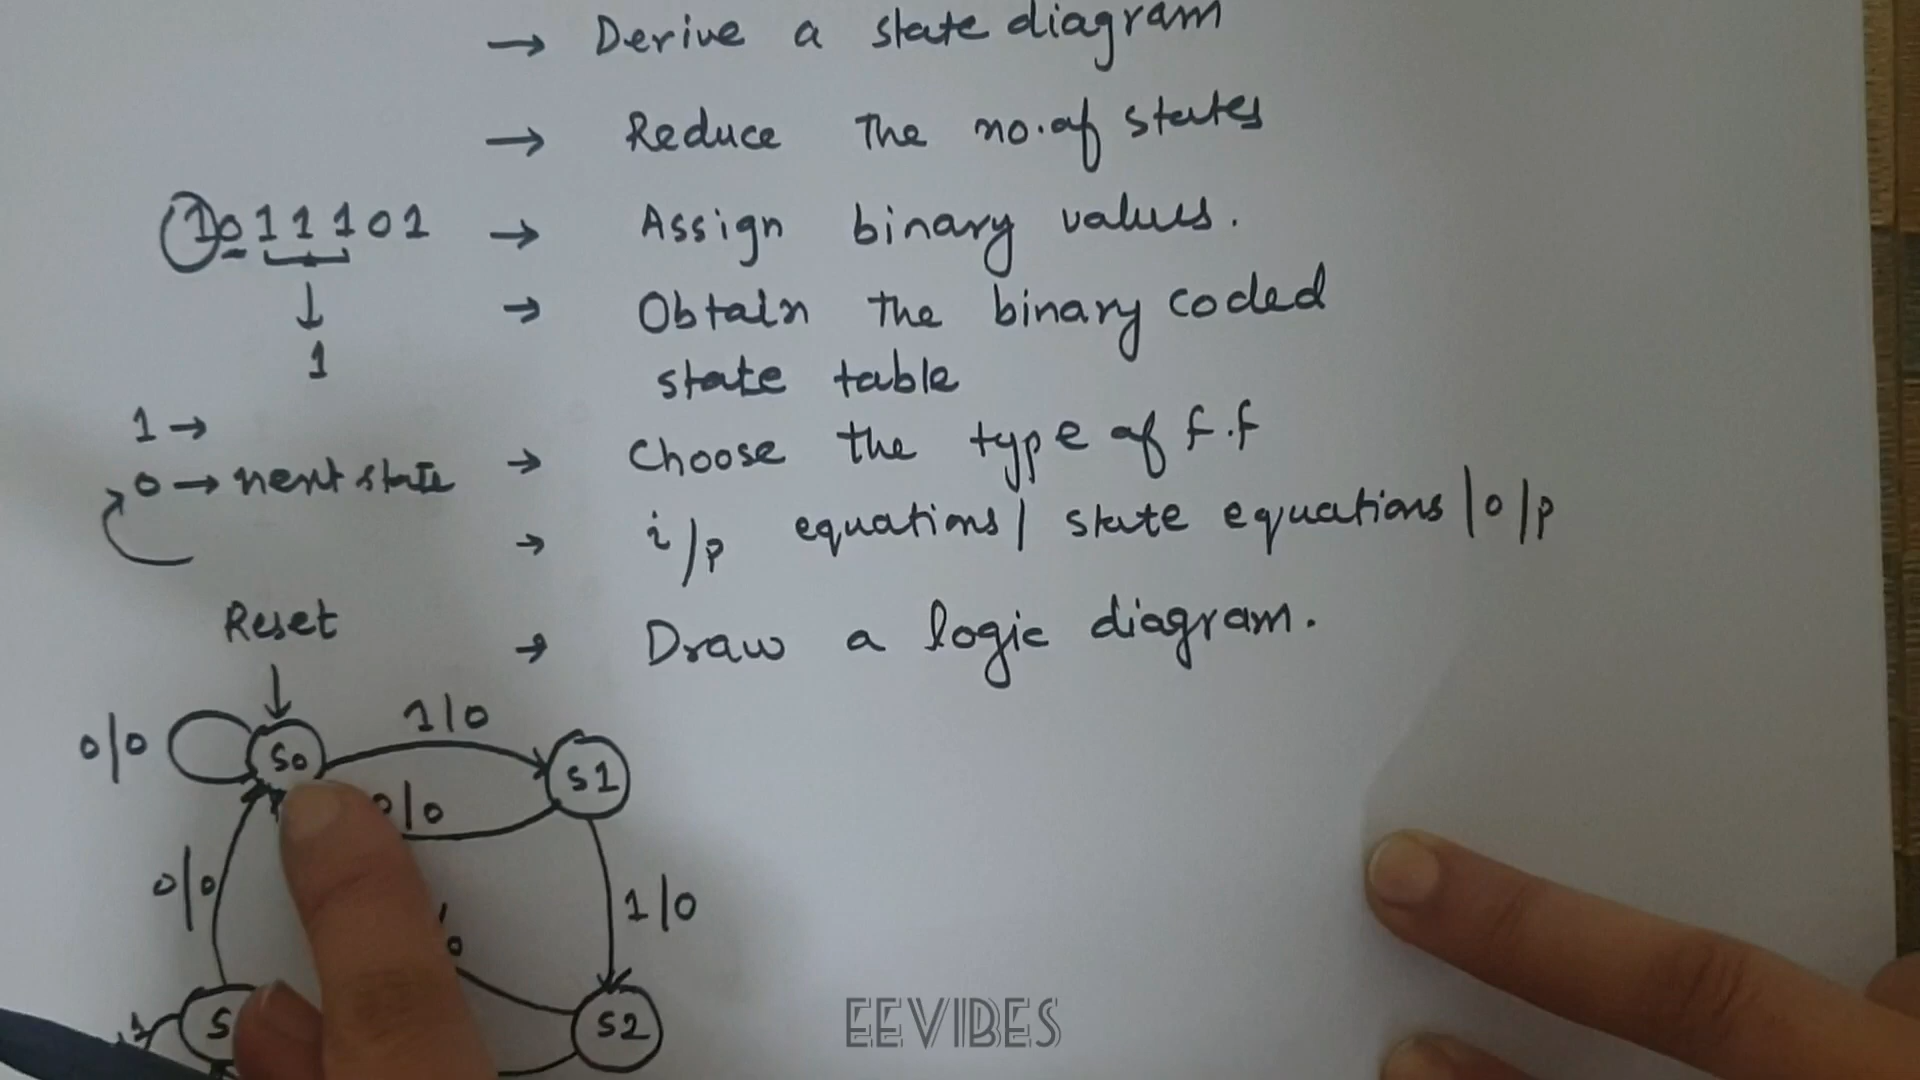 → Derive a state diagram
→ Reduce The no. of states
1011101 → Assign binary values.
↓
1
→ Obtain The binary coded
state table
1 →
0 → next state
→ Choose the type of f.f
→ i/p equations | state equations | o/p
Reset
→ Draw a logic diagram.
0|0
S0
1|0
S1
0|0
0|0
1|0
S2
1
EEVIBES